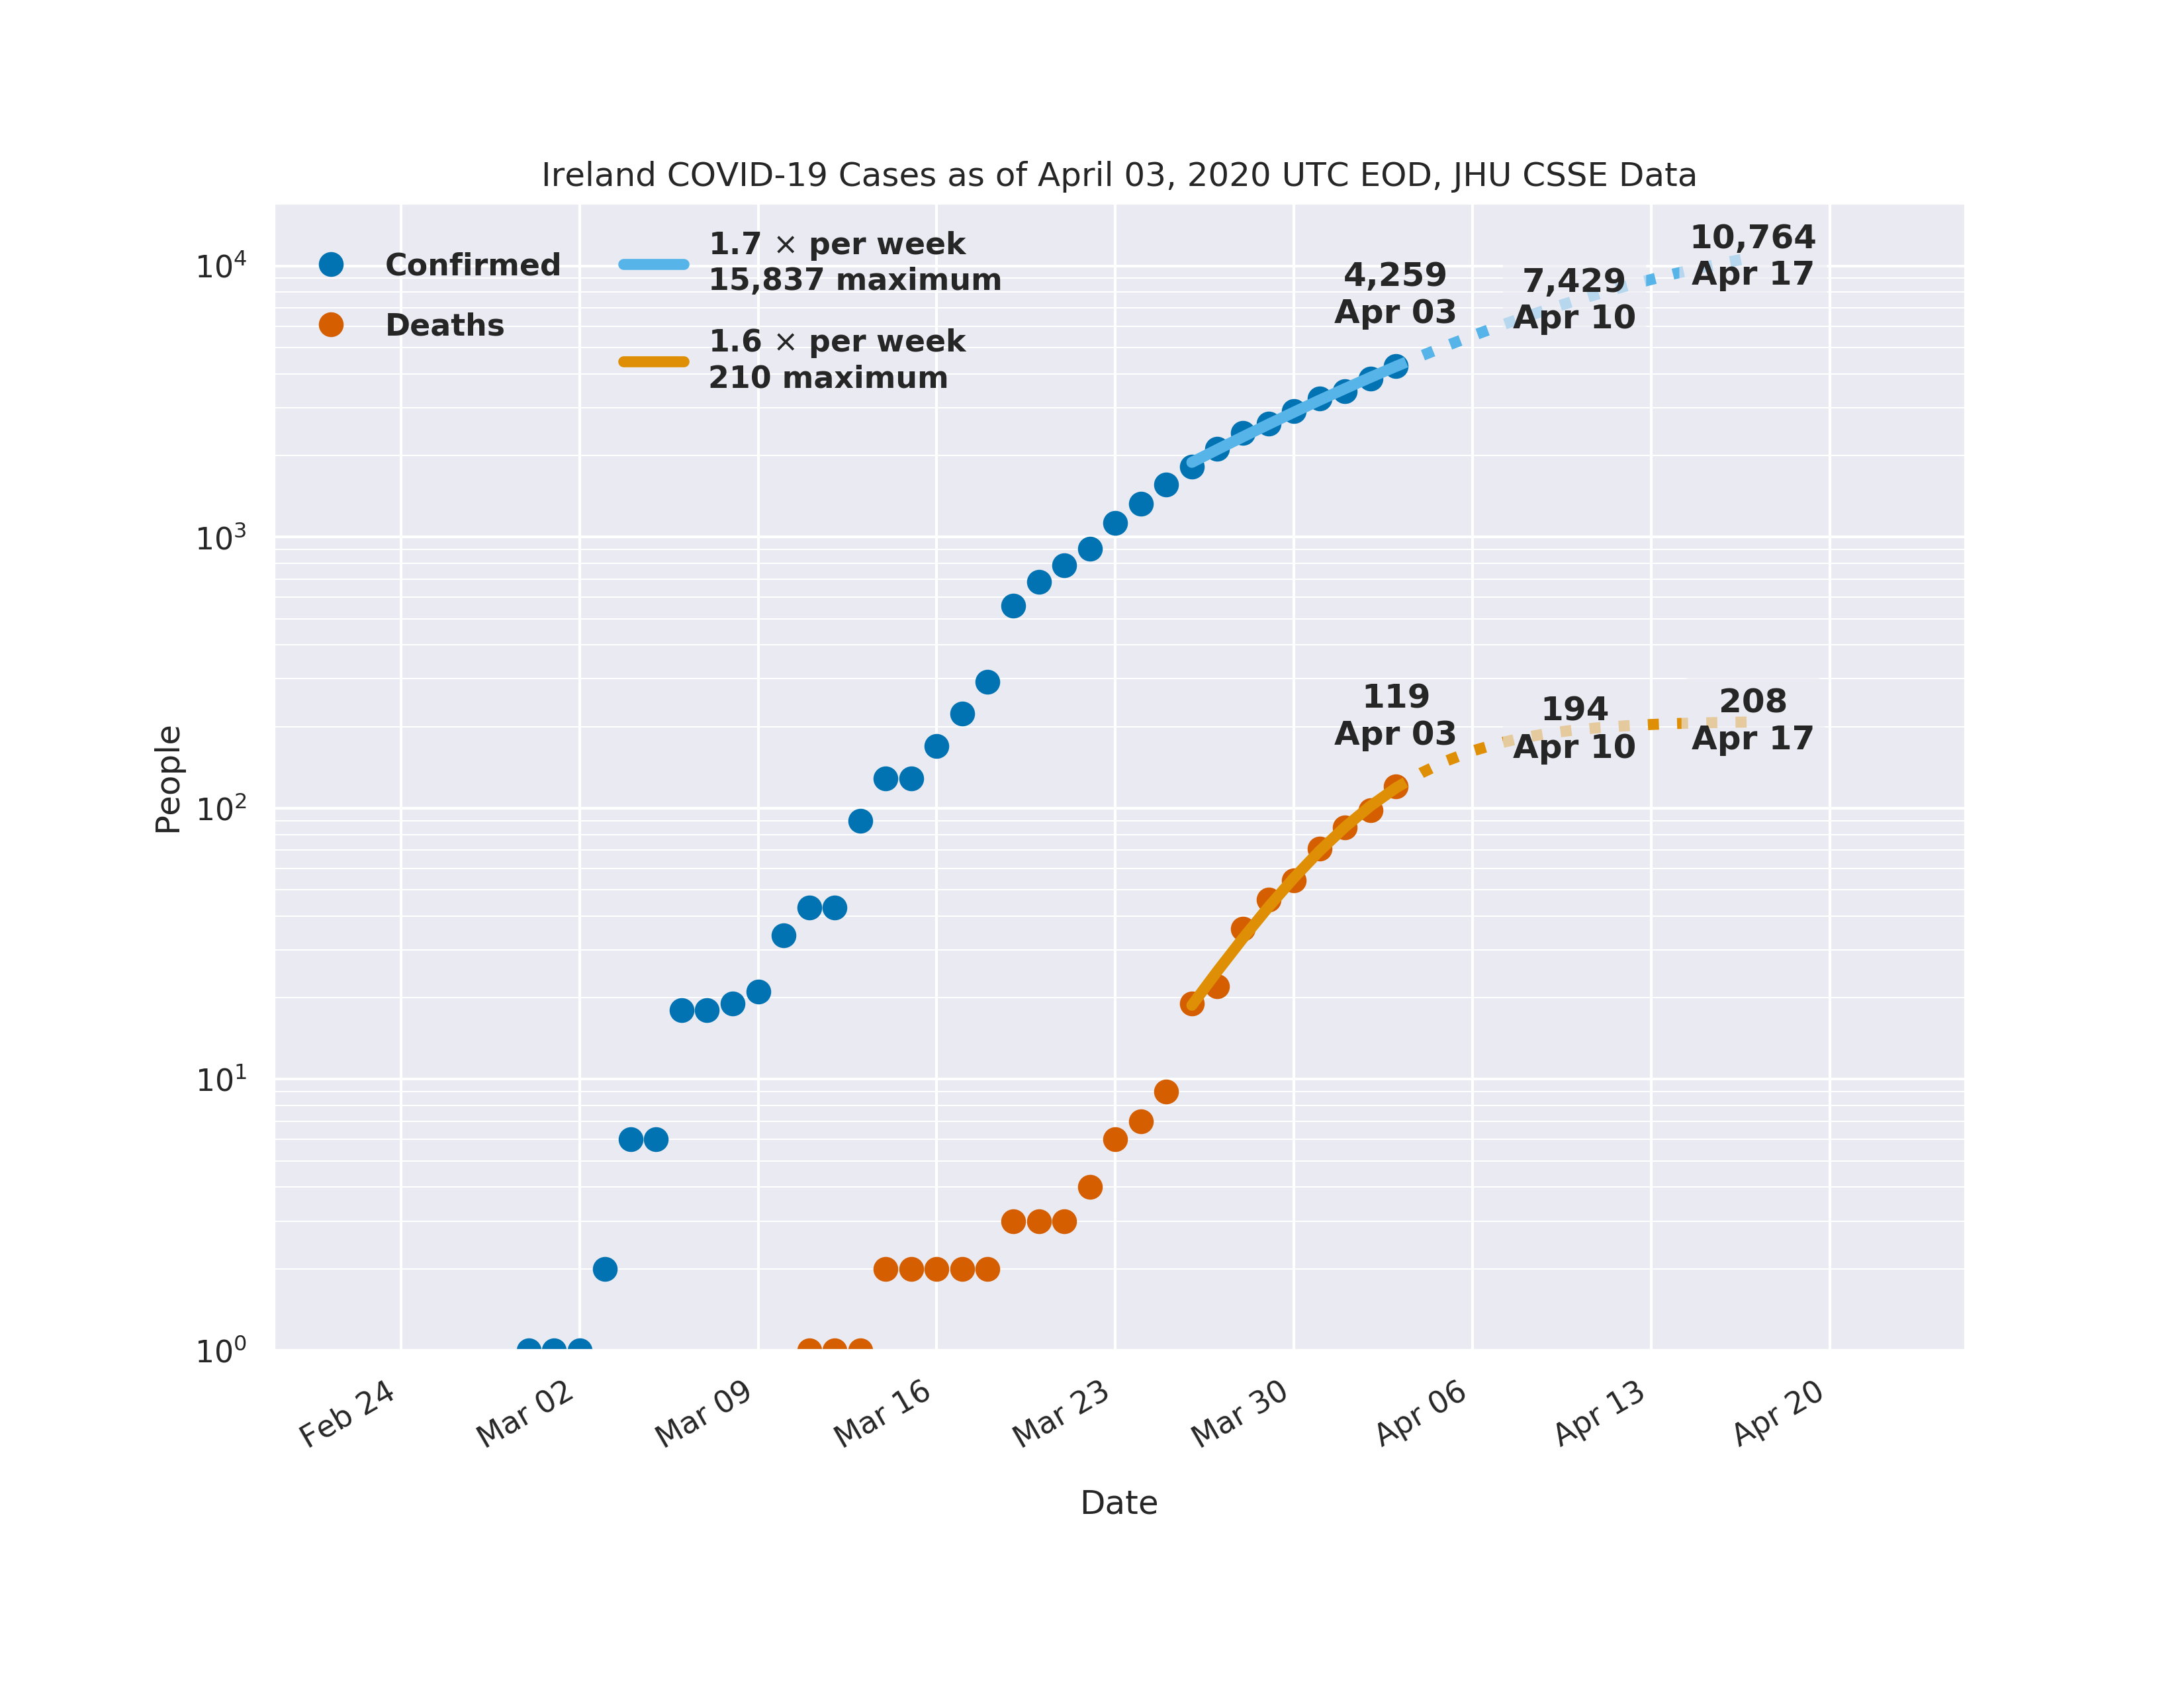 Ireland COVID-19 Cases as of April 03, 2020 UTC EOD, JHU CSSE Data
Confirmed
Deaths
1.7 × per week
15,837 maximum
1.6 × per week
210 maximum
4,259
Apr 03
7,429
Apr 10
10,764
Apr 17
119
Apr 03
194
Apr 10
208
Apr 17
People
10⁴
10³
10²
10¹
10⁰
Feb 24
Mar 02
Mar 09
Mar 16
Mar 23
Mar 30
Apr 06
Apr 13
Apr 20
Date